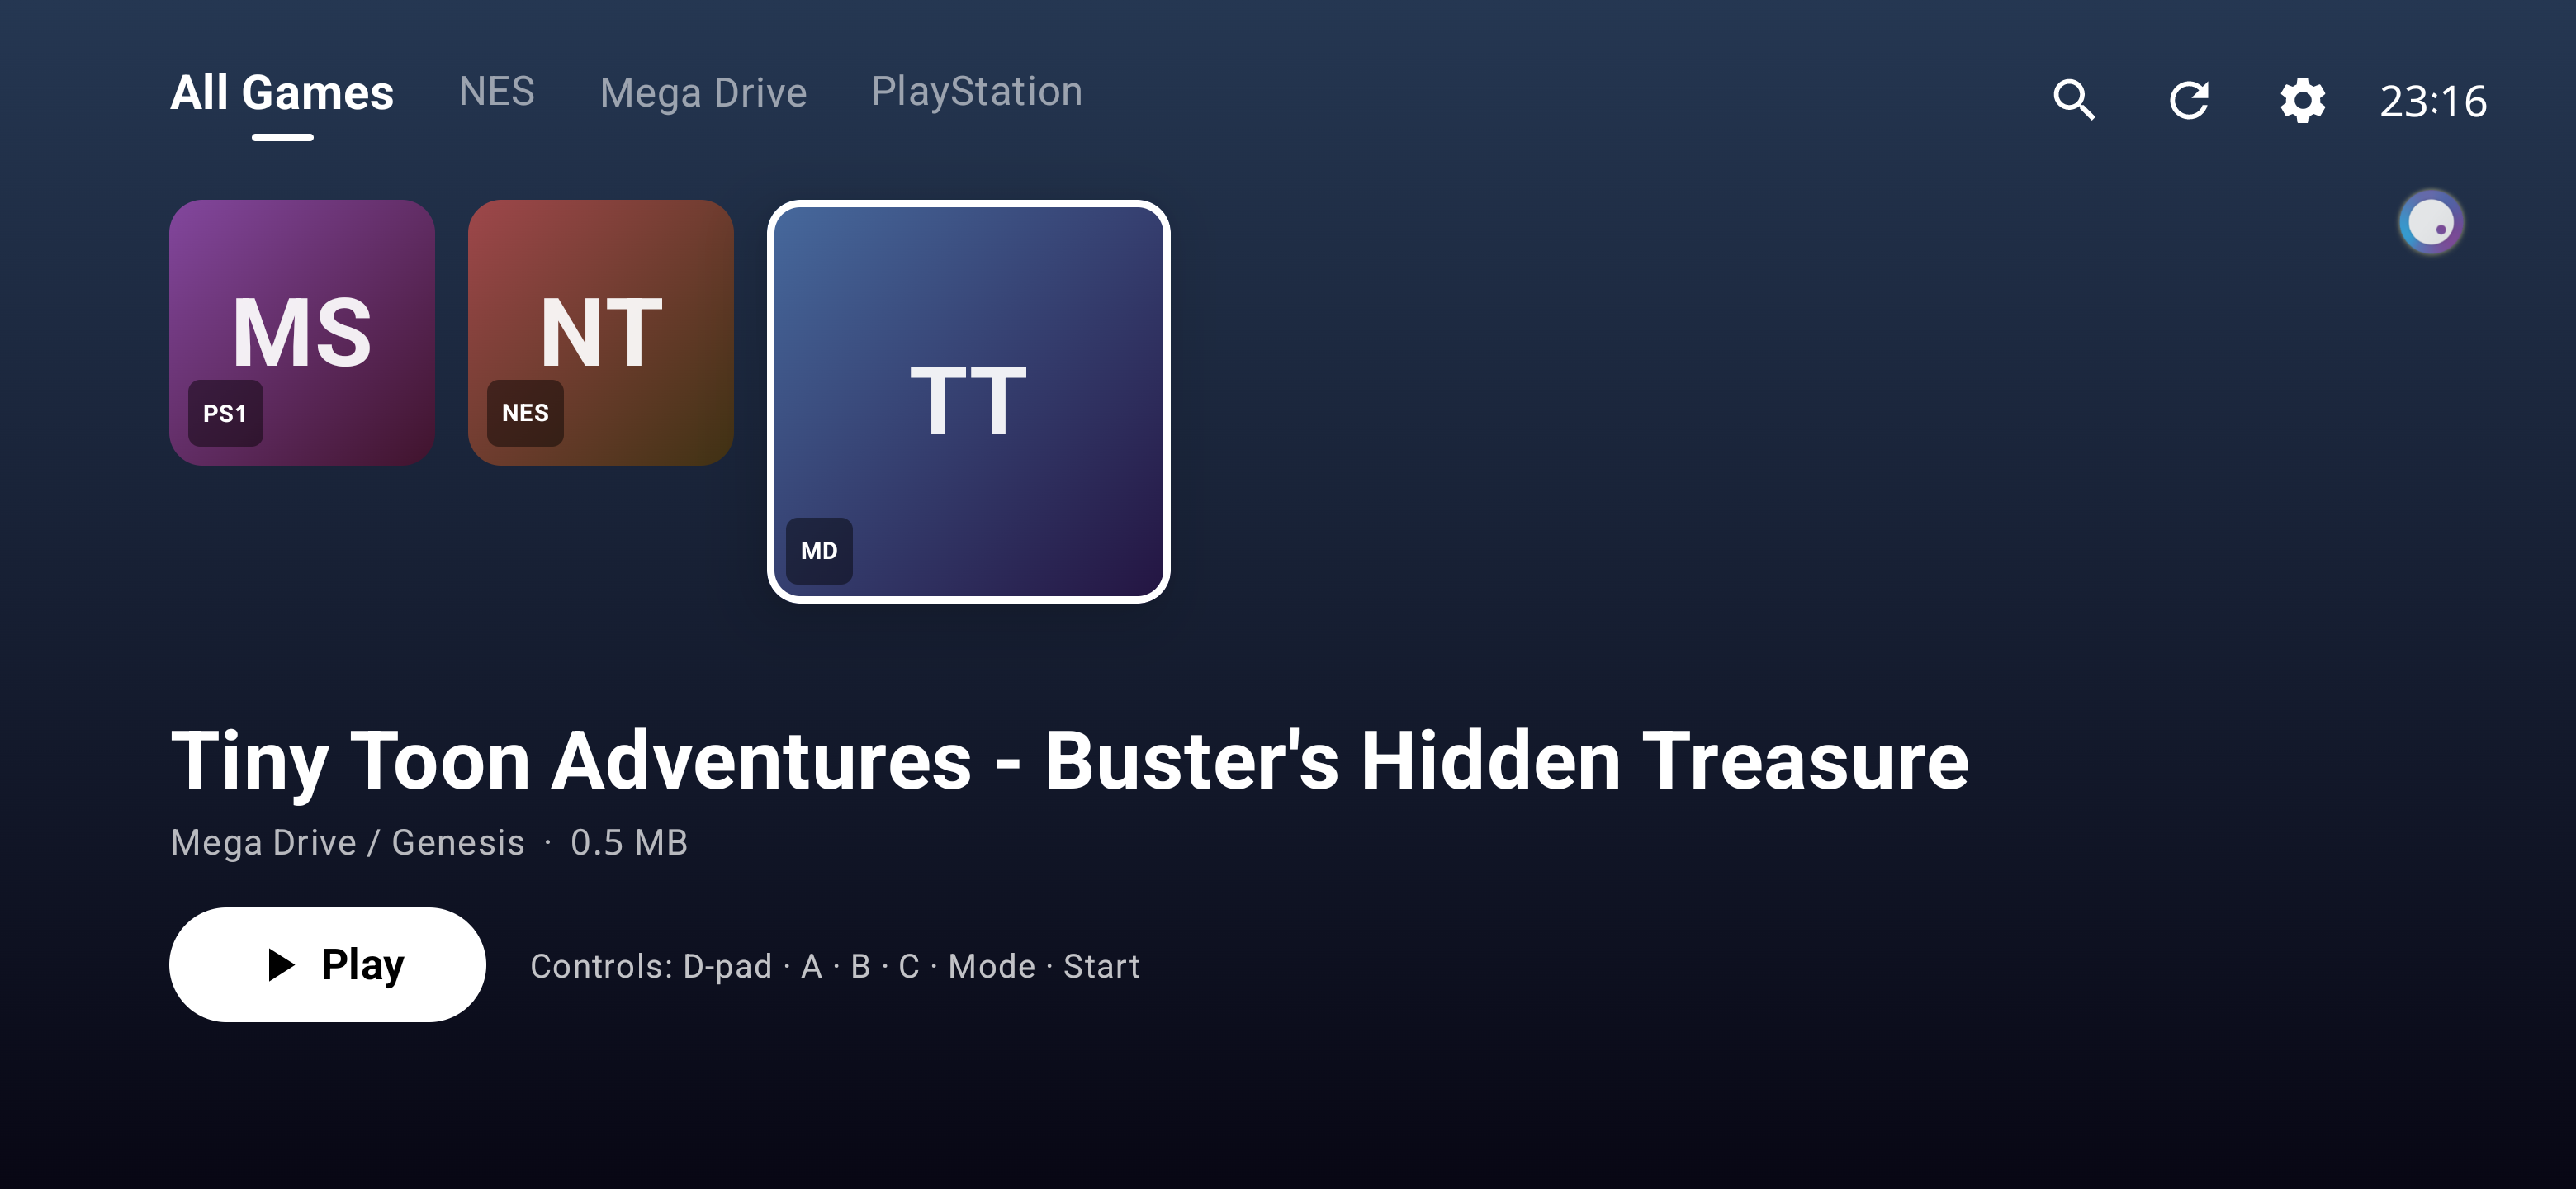 All Games NES Mega Drive PlayStation 23:16
MS NT TT
PS1 NES
MD
Tiny Toon Adventures - Buster's Hidden Treasure
Mega Drive / Genesis · 0.5 MB
Play Controls: D-pad · A · B · C · Mode · Start